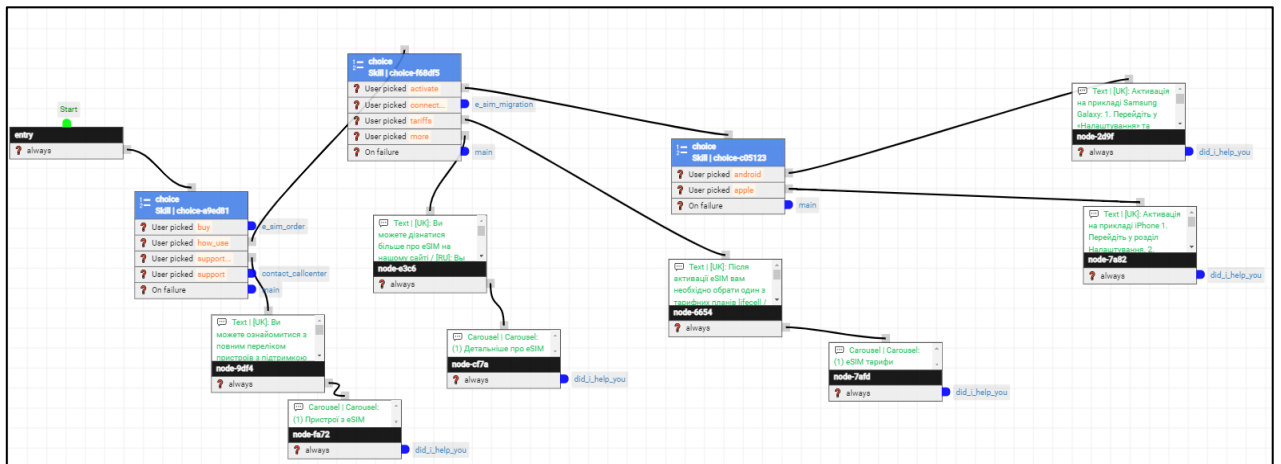 Start
entry
always
choice
Skill | choice-a9ed81
User picked buy
e_sim_order
User picked how_use
User picked support...
User picked support
contact_callcenter
On failure
main
choice
Skill | choice-f68df5
User picked activate
User picked connect...
e_sim_migration
User picked tariffs
User picked more
On failure
main
Text | [UK]: Ви
можете дізнатися
більше про eSIM на
нашому сайті / [RU]: Вы
node-e3c6
always
Text | [UK]: Ви
можете ознайомитися з
повним переліком
пристроїв з підтримкою
node-9df4
always
Carousel | Carousel:
(1) Пристрої з eSIM
node-fa72
always
did_i_help_you
Carousel | Carousel:
(1) Детальніше про eSIM
node-cf7a
always
did_i_help_you
choice
Skill | choice-c05123
User picked android
User picked apple
On failure
main
Text | [UK]: Після
активації eSIM вам
необхідно обрати один з
тарифних планів lifecell /
node-6654
always
Carousel | Carousel:
(1) eSIM тарифи
node-7afd
always
did_i_help_you
Text | [UK]: Активація
на прикладі Samsung
Galaxy: 1. Перейдіть у
«Налаштування» та
node-2d9f
always
did_i_help_you
Text | [UK]: Активація
на прикладі iPhone 1.
Перейдіть у розділ
Налаштування. 2
node-7a82
always
did_i_help_you